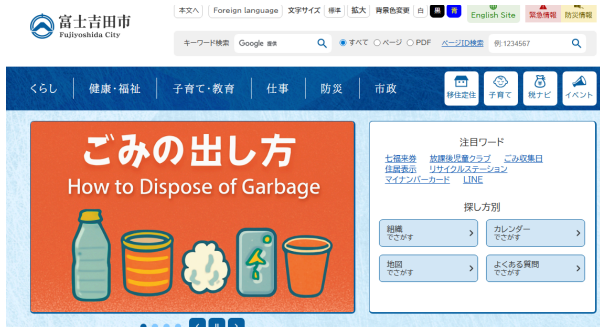 富士吉田市
Fujiyoshida City
本文へ Foreign language 文字サイズ 標準 拡大 背景色変更 白 黒 青 English Site 緊急情報 防災情報
キーワード検索 Google 提供 すべて ページ PDF ページID検索 例:1234567
くらし 健康・福祉 子育て・教育 仕事 防災 市政 移住定住 子育て 税ナビ イベント
ごみの出し方
How to Dispose of Garbage
注目ワード
七福来券 放課後児童クラブ ごみ収集日
住居表示 リサイクルステーション
マイナンバーカード LINE
探し方別
組織
でさがす
カレンダー
でさがす
地図
でさがす
よくある質問
でさがす